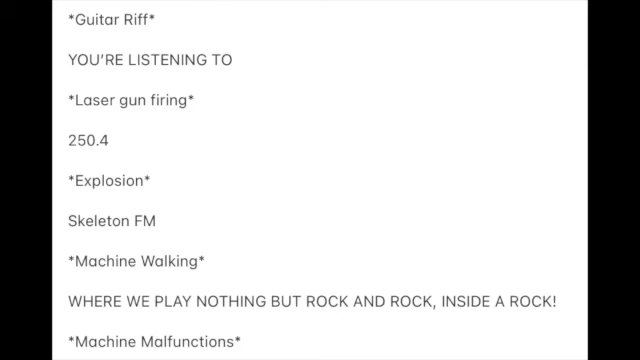 *Guitar Riff*
YOU’RE LISTENING TO
*Laser gun firing*
250.4
*Explosion*
Skeleton FM
*Machine Walking*
WHERE WE PLAY NOTHING BUT ROCK AND ROCK, INSIDE A ROCK!
*Machine Malfunctions*